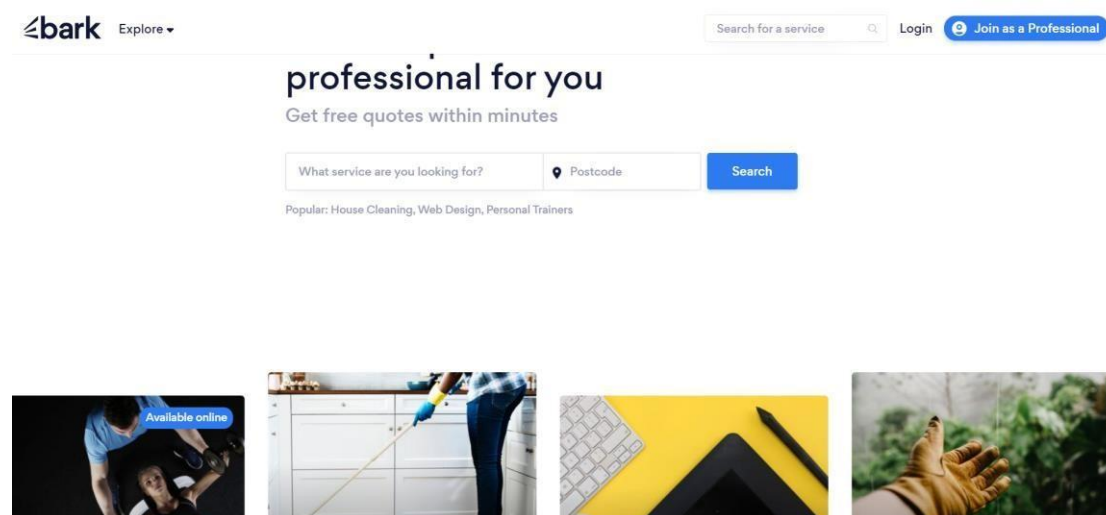 bark
Explore
Search for a service
Login
Join as a Professional
professional for you
Get free quotes within minutes
What service are you looking for?
Postcode
Search
Popular: House Cleaning, Web Design, Personal Trainers
Available online